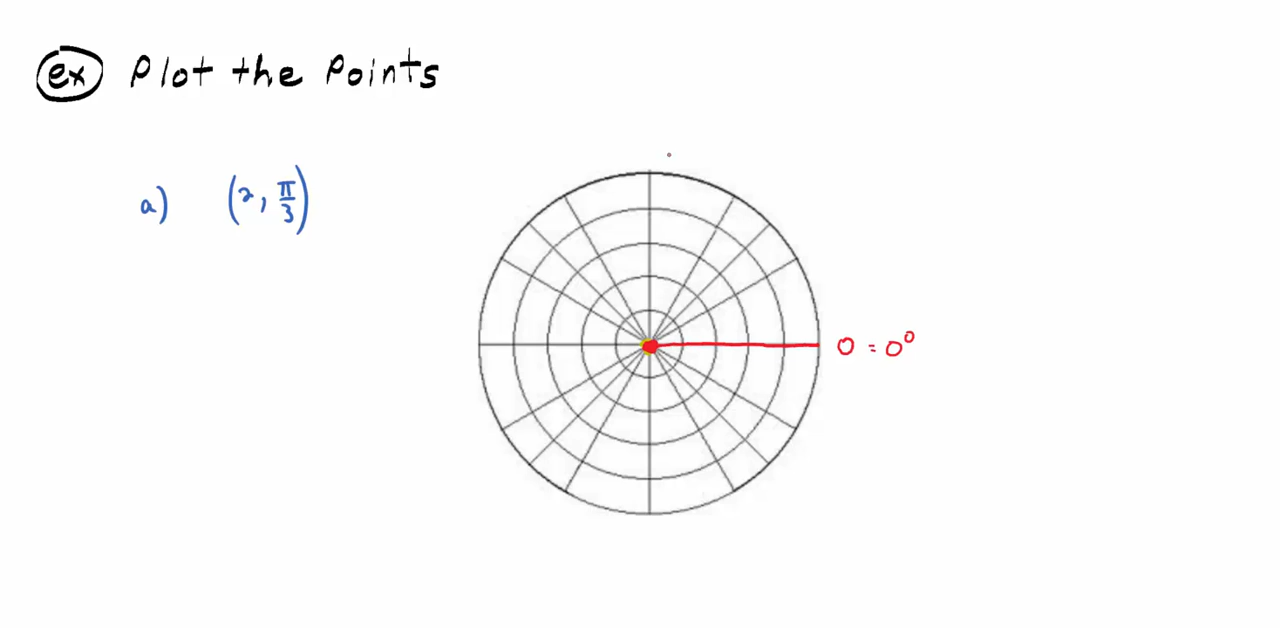 ex Plot the Points
a) (2, π/3)
0 = 0°